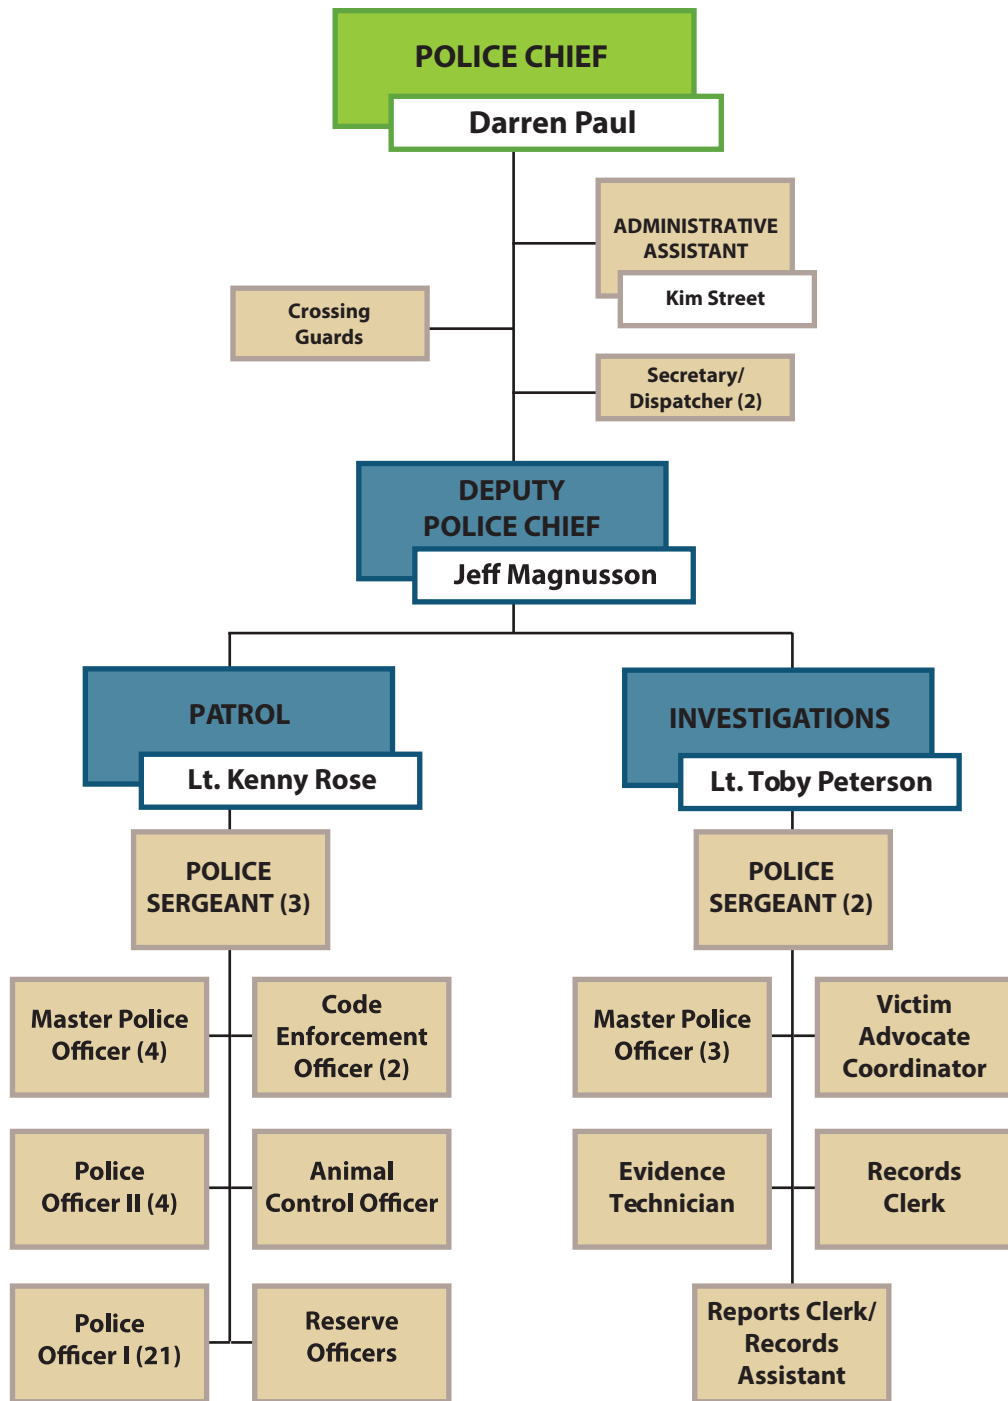 POLICE CHIEF
Darren Paul
ADMINISTRATIVE
ASSISTANT
Kim Street
Crossing
Guards
Secretary/
Dispatcher (2)
DEPUTY
POLICE CHIEF
Jeff Magnusson
PATROL
Lt. Kenny Rose
INVESTIGATIONS
Lt. Toby Peterson
POLICE
SERGEANT (3)
POLICE
SERGEANT (2)
Master Police
Officer (4)
Code
Enforcement
Officer (2)
Master Police
Officer (3)
Victim
Advocate
Coordinator
Police
Officer II (4)
Animal
Control Officer
Evidence
Technician
Records
Clerk
Police
Officer I (21)
Reserve
Officers
Reports Clerk/
Records
Assistant